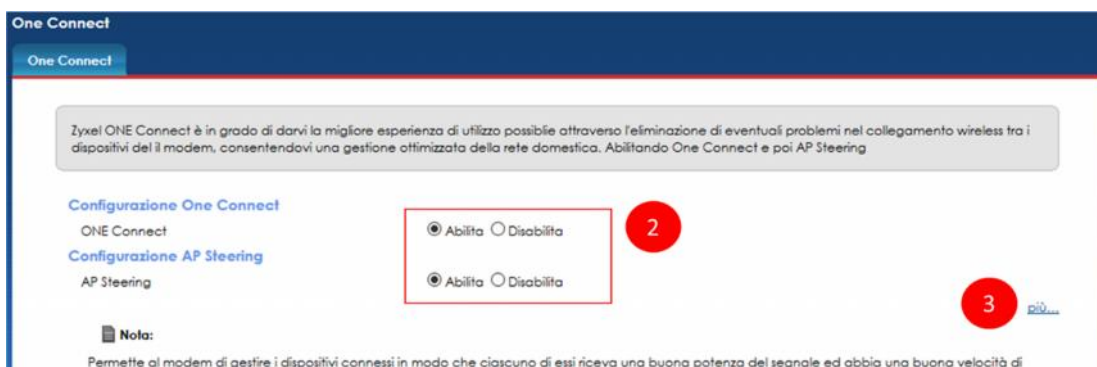 One Connect
One Connect
Zyxel ONE Connect è in grado di darvi la migliore esperienza di utilizzo possiblie attraverso l'eliminazione di eventuali problemi nel collegamento wireless tra i
dispositivi del il modem, consentendovi una gestione ottimizzata della rete domestica. Abilitando One Connect e poi AP Steering
Configurazione One Connect
ONE Connect Abilita Disabilita 2
Configurazione AP Steering
AP Steering Abilita Disabilita
3 più...
Nota:
Permette al modem di gestire i dispositivi connessi in modo che ciascuno di essi riceva una buona potenza del segnale ed abbia una buona velocità di